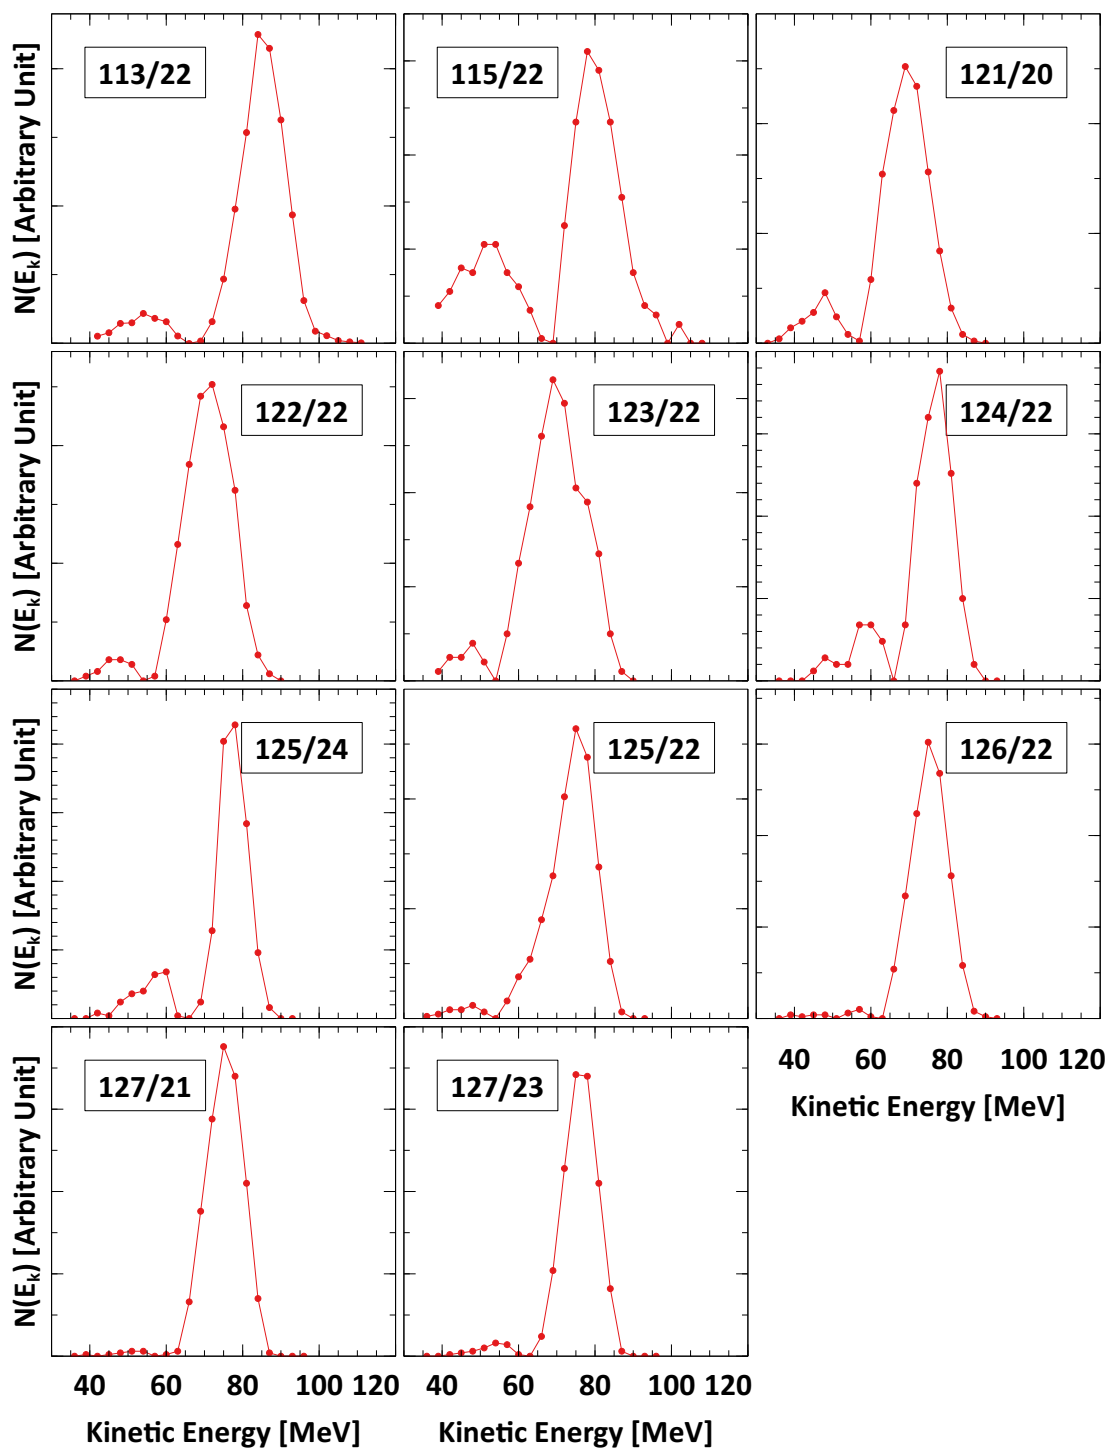 N(Eₖ) [Arbitrary Unit]
113/22
115/22
121/20
N(Eₖ) [Arbitrary Unit]
122/22
123/22
124/22
N(Eₖ) [Arbitrary Unit]
125/24
125/22
126/22
N(Eₖ) [Arbitrary Unit]
127/21
127/23
40 60 80 100 120
Kinetic Energy [MeV]
40 60 80 100 120
40 60 80 100 120
Kinetic Energy [MeV]
Kinetic Energy [MeV]